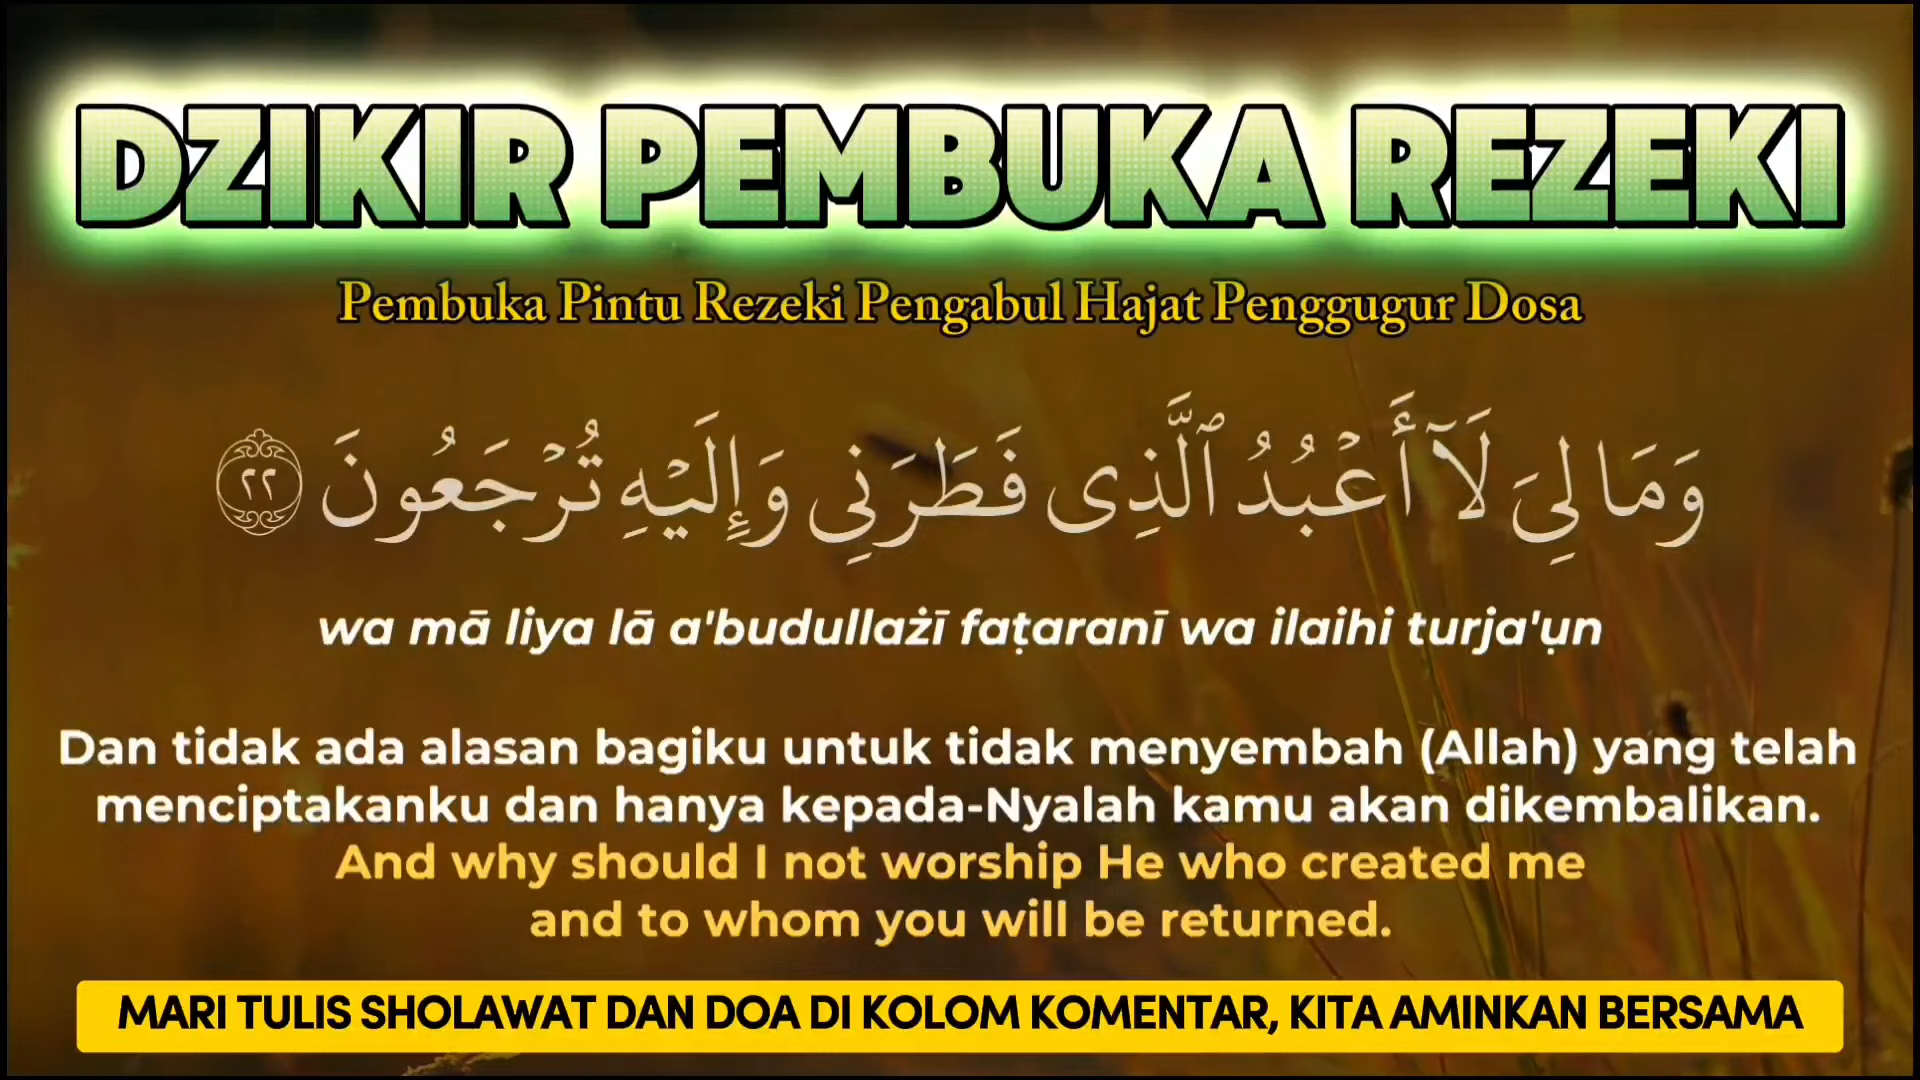 DZIKIR PEMBUKA REZEKI
Pembuka Pintu Rezeki Pengabul Hajat Penggugur Dosa
وَمَا لِىَ لَآ أَعْبُدُ ٱلَّذِى فَطَرَنِى وَإِلَيْهِ تُرْجَعُونَ ٢٢
wa mā liya lā a'budullażī faṭaranī wa ilaihi turja'ụn
Dan tidak ada alasan bagiku untuk tidak menyembah (Allah) yang telah
menciptakanku dan hanya kepada-Nyalah kamu akan dikembalikan.
And why should I not worship He who created me
and to whom you will be returned.
MARI TULIS SHOLAWAT DAN DOA DI KOLOM KOMENTAR, KITA AMINKAN BERSAMA